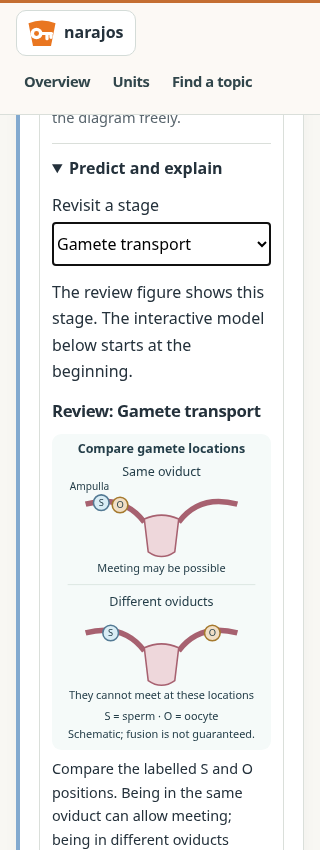 narajos
Overview Units Find a topic
the diagram freely.
▼ Predict and explain
Revisit a stage
Gamete transport
The review figure shows this
stage. The interactive model
below starts at the
beginning.
Review: Gamete transport
Compare gamete locations
Same oviduct
Ampulla
S O
Meeting may be possible
Different oviducts
S O
They cannot meet at these locations
S = sperm · O = oocyte
Schematic; fusion is not guaranteed.
Compare the labelled S and O
positions. Being in the same
oviduct can allow meeting;
being in different oviducts